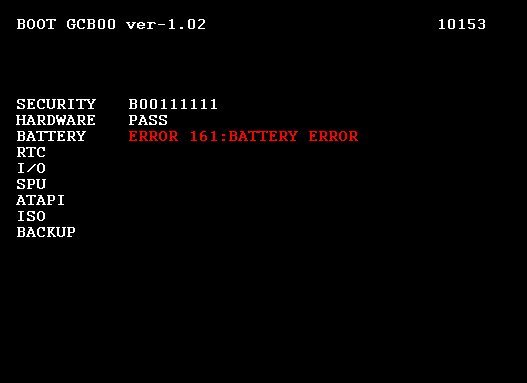 BOOT GCB00 ver-1.02 10153
SECURITY B00111111
HARDWARE PASS
BATTERY ERROR 161:BATTERY ERROR
RTC
I/O
SPU
ATAPI
ISO
BACKUP